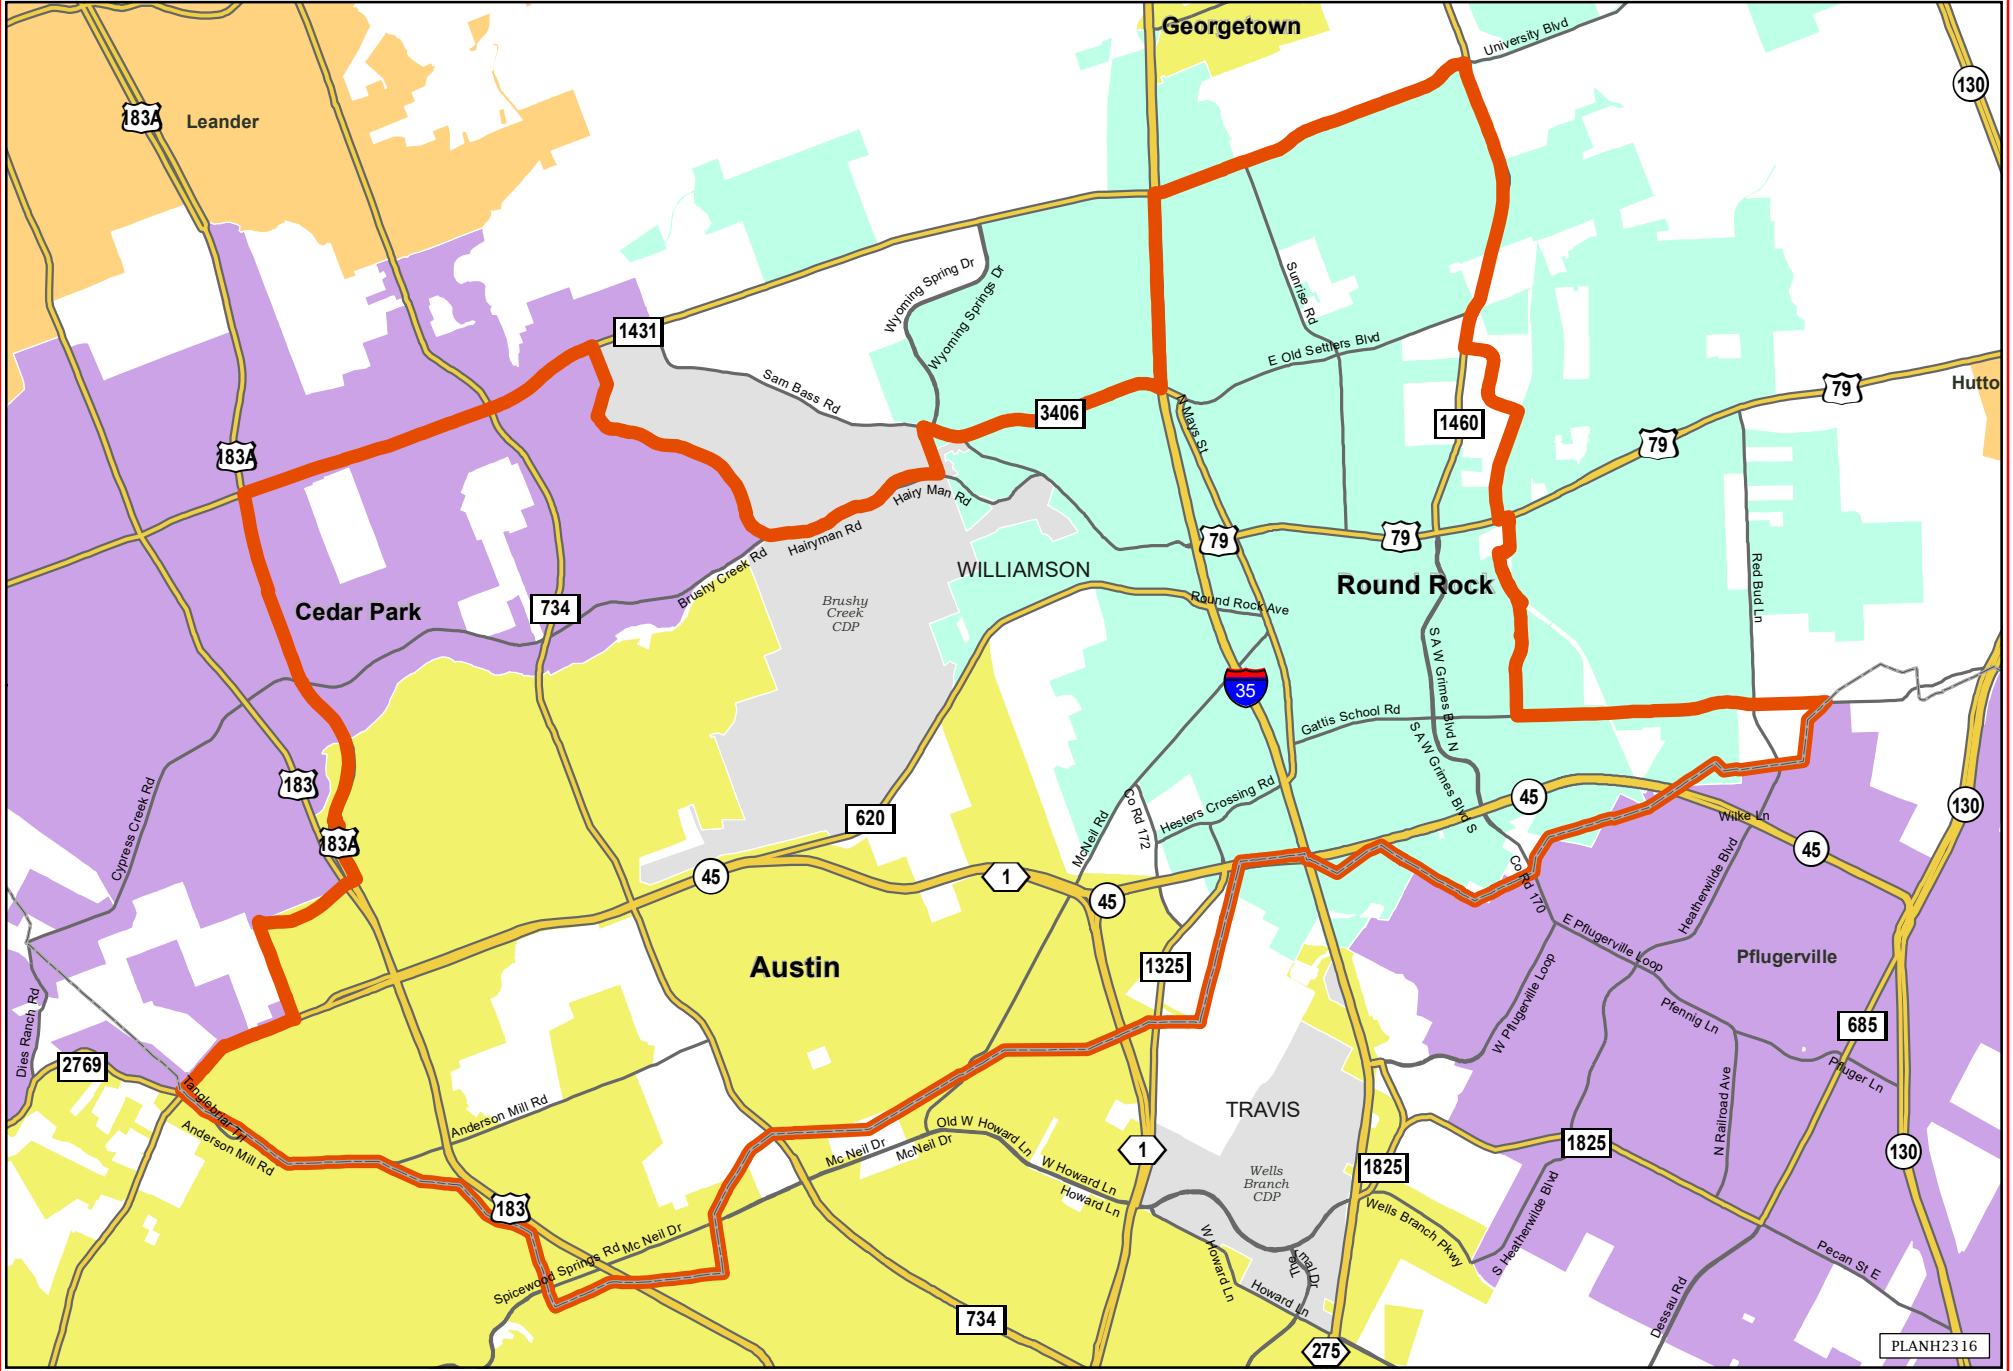 Georgetown
University Blvd
130
183A
Leander
Wyoming Spring Dr
Wyoming Springs Dr
Sunrise Rd
1431
E Old Settlers Blvd
Sam Bass Rd
79
Hutto
3406
N Mays St
1460
79
183A
Hairy Man Rd
Hairyman Rd
79
79
Brushy Creek Rd
WILLIAMSON
Round Rock
Red Bud Ln
Cedar Park
734
Brushy
Creek
CDP
Round Rock Ave
S A W Grimes Blvd N
35
Gattis School Rd
S A W Grimes Blvd S
183
Cypress Creek Rd
Co Rd 172
Hesters Crossing Rd
45
130
620
McNeil Rd
Wilke Ln
183A
45
45
1
45
Co Rd 170
Heatherwilde Blvd
E Pflugerville Loop
Austin
1325
Pflugerville
W Pflugerville Loop
Pfennig Ln
685
Dies Ranch Rd
2769
Pfluger Ln
Tanglebriar Trl
Anderson Mill Rd
Anderson Mill Rd
TRAVIS
N Railroad Ave
Old W Howard Ln
Mc Neil Dr
McNeil Dr
1
1825
1825
130
W Howard Ln
Howard Ln
Wells
Branch
CDP
183
Wells Branch Pkwy
S Heatherwilde Blvd
Mc Neil Dr
Spicewood Springs Rd
W Howard Ln
Thermal Dr
Howard Ln
Pecan St E
Dessau Rd
734
275
PLANH2316